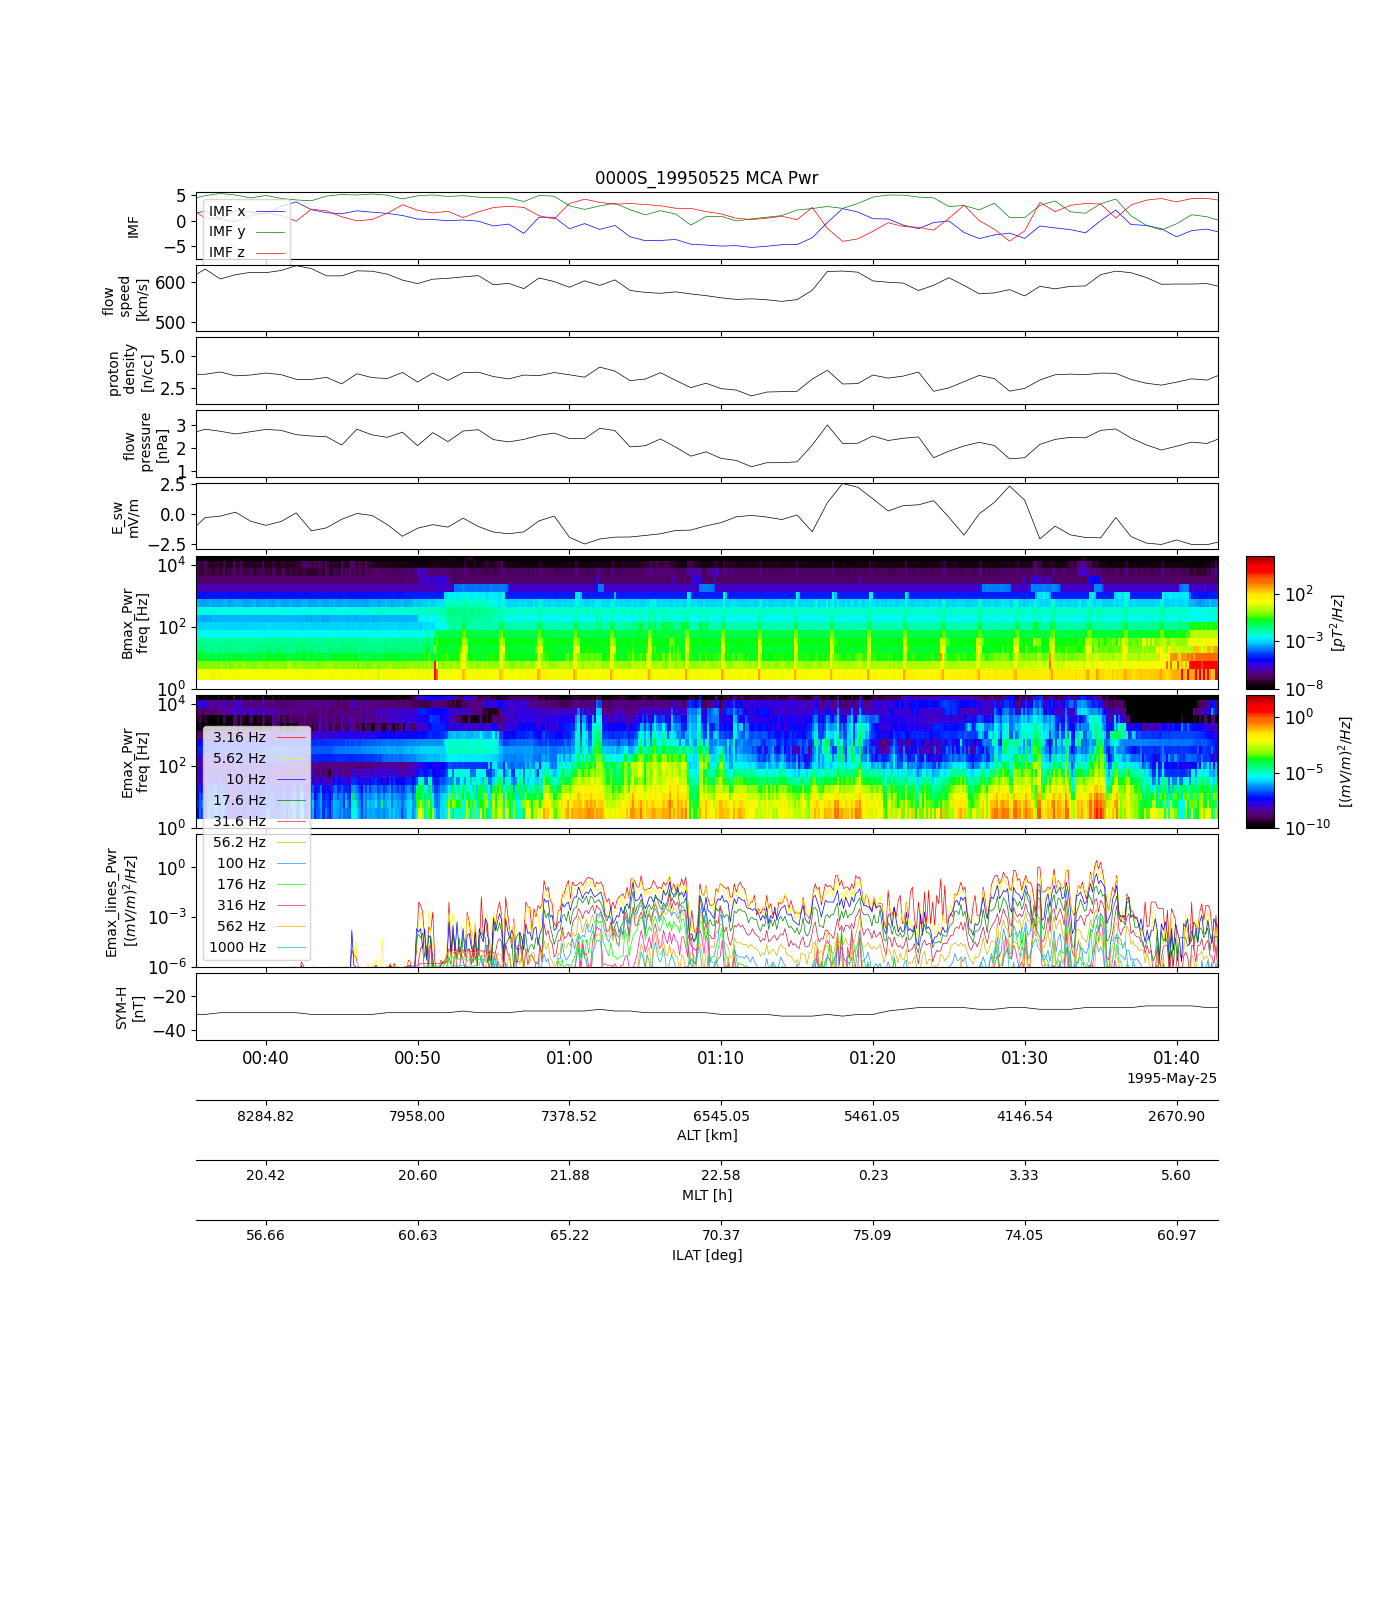 0000S_19950525 MCA Pwr
5
0
−5
IMF
IMF x
IMF y
IMF z
600
500
flow
speed
[km/s]
5.0
2.5
proton
density
[n/cc]
3
2
1
flow
pressure
[nPa]
2.5
0.0
−2.5
E_sw
mV/m
10^4
10^2
10^0
Bmax_Pwr
freq [Hz]
10^2
10^−3
10^−8
[pT^2/Hz]
10^4
10^2
10^0
Emax_Pwr
freq [Hz]
10^0
10^−5
10^−10
[(mV/m)^2/Hz]
3.16 Hz
5.62 Hz
10 Hz
17.6 Hz
31.6 Hz
56.2 Hz
100 Hz
176 Hz
316 Hz
562 Hz
1000 Hz
10^0
10^−3
10^−6
Emax_lines_Pwr
[(mV/m)^2/Hz]
−20
−40
SYM-H
[nT]
00:40 00:50 01:00 01:10 01:20 01:30 01:40
1995-May-25
8284.82 7958.00 7378.52 6545.05 5461.05 4146.54 2670.90
ALT [km]
20.42 20.60 21.88 22.58 0.23 3.33 5.60
MLT [h]
56.66 60.63 65.22 70.37 75.09 74.05 60.97
ILAT [deg]